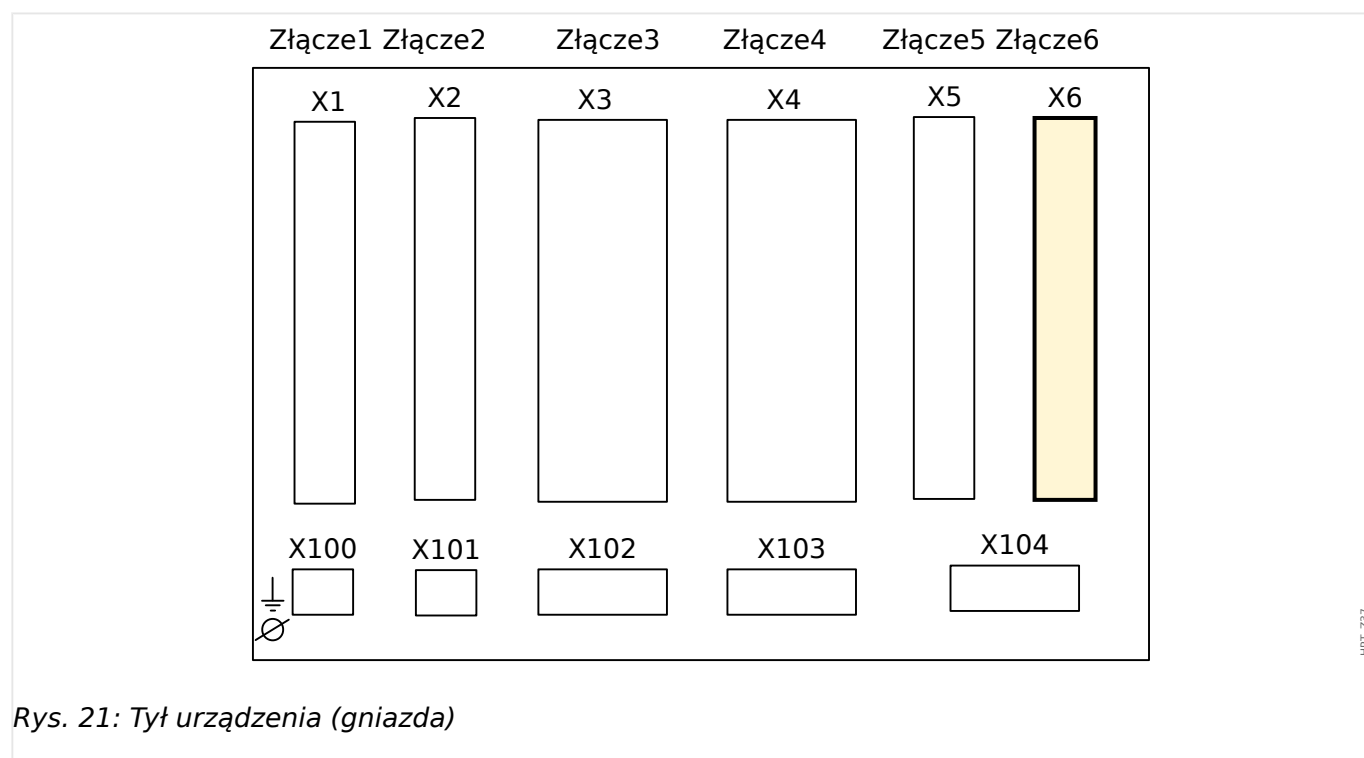 Złącze1 Złącze2 Złącze3 Złącze4 Złącze5 Złącze6
X1 X2 X3 X4 X5 X6
X100 X101 X102 X103 X104
Rys. 21: Tył urządzenia (gniazda)